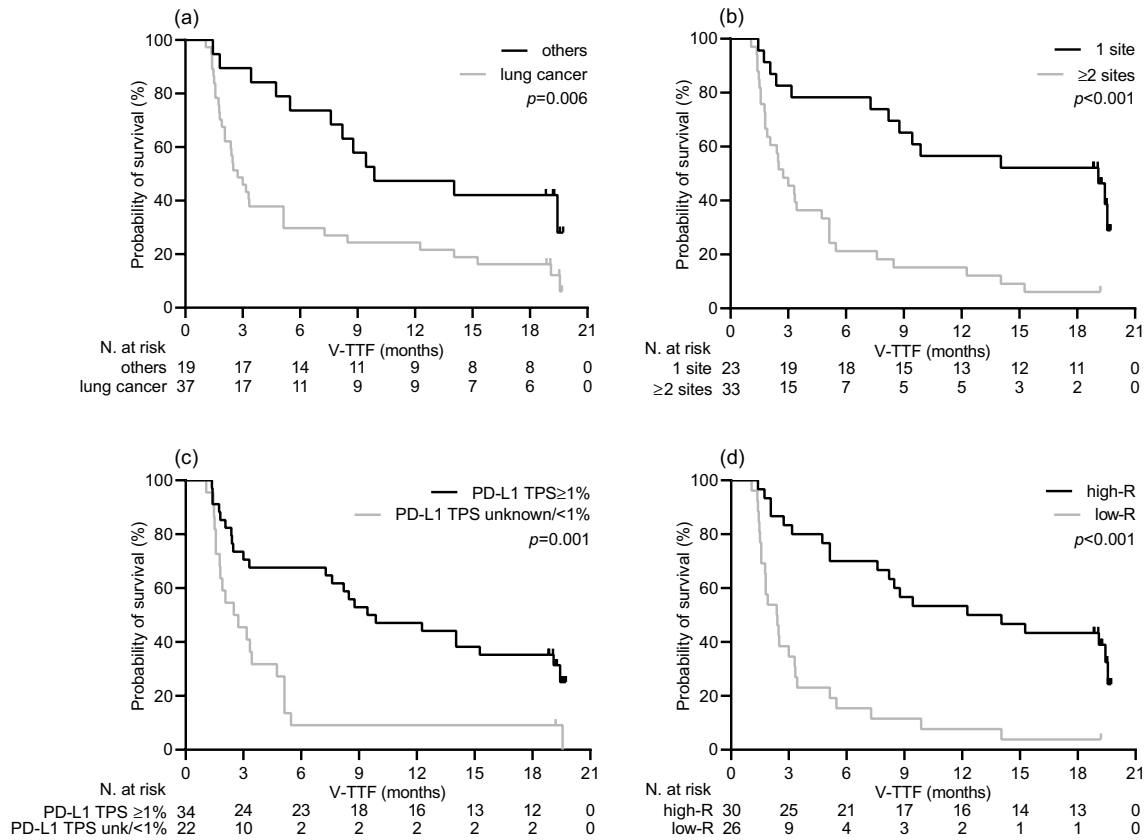 (a)
100
80
60
40
20
0
Probability of survival (%)
others
lung cancer
p=0.006
0 3 6 9 12 15 18 21
V-TTF (months)
N. at risk
others 19 17 14 11 9 8 8 0
lung cancer 37 17 11 9 9 7 6 0
(b)
100
80
60
40
20
0
Probability of survival (%)
1 site
≥2 sites
p<0.001
0 3 6 9 12 15 18 21
V-TTF (months)
N. at risk
1 site 23 19 18 15 13 12 11 0
≥2 sites 33 15 7 5 5 3 2 0
(c)
100
80
60
40
20
0
Probability of survival (%)
PD-L1 TPS≥1%
PD-L1 TPS unknown/<1%
p=0.001
0 3 6 9 12 15 18 21
V-TTF (months)
N. at risk
PD-L1 TPS ≥1% 34 24 23 18 16 13 12 0
PD-L1 TPS unk/<1% 22 10 2 2 2 2 2 0
(d)
100
80
60
40
20
0
Probability of survival (%)
high-R
low-R
p<0.001
0 3 6 9 12 15 18 21
V-TTF (months)
N. at risk
high-R 30 25 21 17 16 14 13 0
low-R 26 9 4 3 2 1 1 0